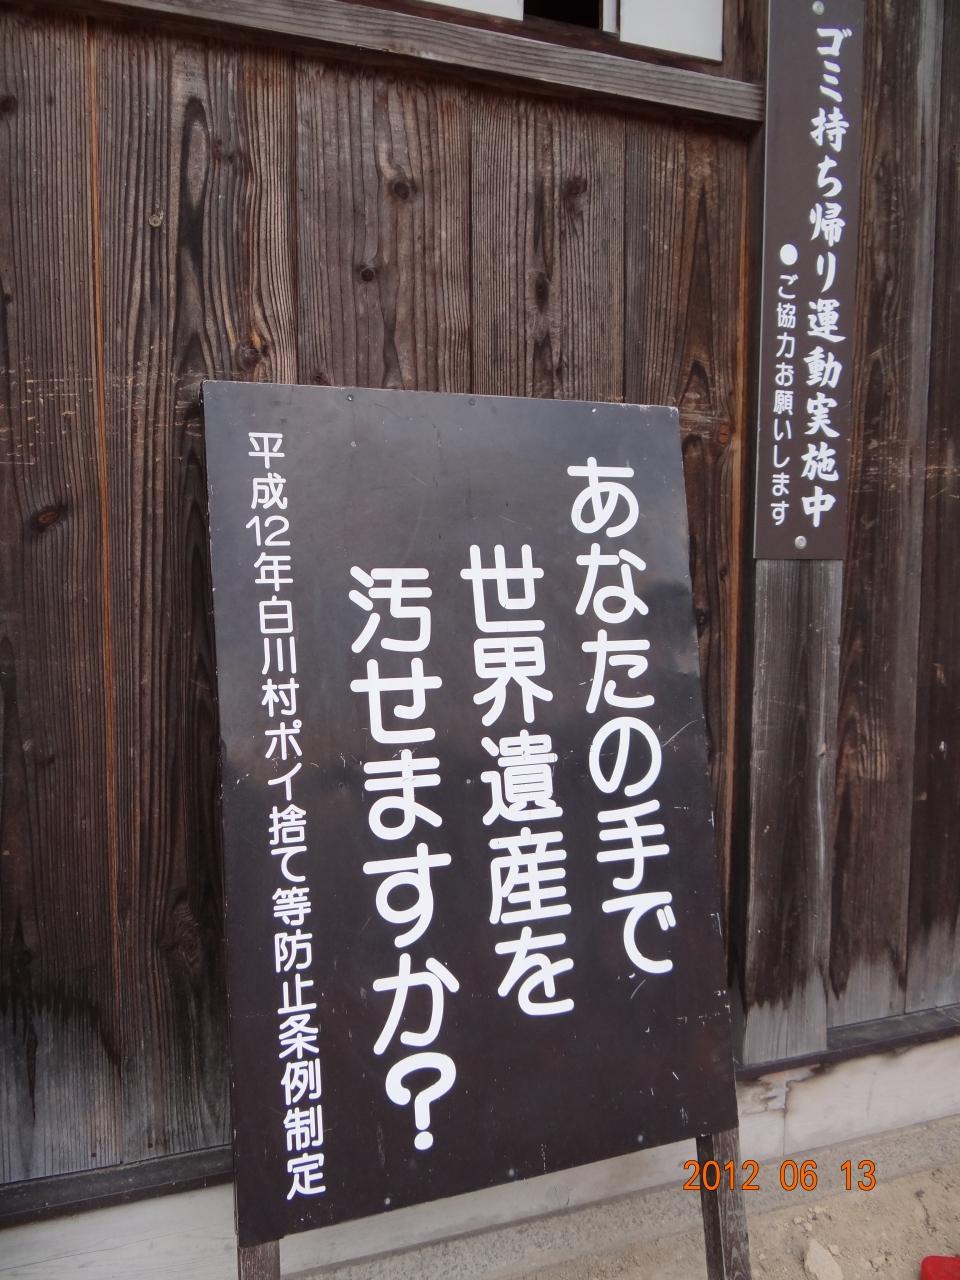 ゴミ持ち帰り運動実施中
●ご協力お願いします
あなたの手で
世界遺産を
汚せますか?
平成12年白川村ポイ捨て等防止条例制定
2012 06 13